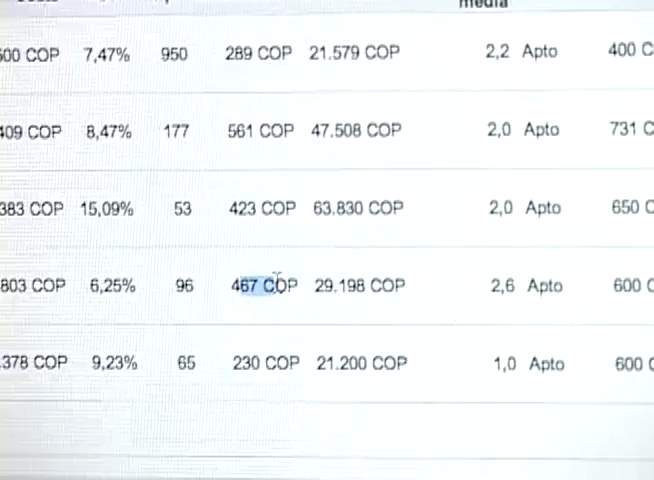 media
500 COP 7,47% 950 289 COP 21.579 COP 2,2 Apto 400 C
409 COP 8,47% 177 561 COP 47.508 COP 2,0 Apto 731 C
383 COP 15,09% 53 423 COP 63.830 COP 2,0 Apto 650 C
803 COP 6,25% 96 467 COP 29.198 COP 2,6 Apto 600 C
.378 COP 9,23% 65 230 COP 21.200 COP 1,0 Apto 600 C